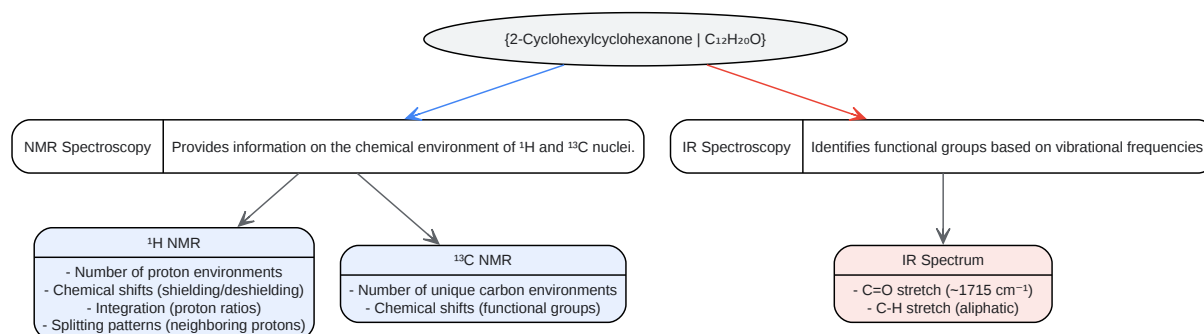 {2-Cyclohexylcyclohexanone | C₁₂H₂₀O}
NMR Spectroscopy
Provides information on the chemical environment of ¹H and ¹³C nuclei.
IR Spectroscopy
Identifies functional groups based on vibrational frequencies
¹H NMR
- Number of proton environments
- Chemical shifts (shielding/deshielding)
- Integration (proton ratios)
- Splitting patterns (neighboring protons)
¹³C NMR
- Number of unique carbon environments
- Chemical shifts (functional groups)
IR Spectrum
- C=O stretch (~1715 cm⁻¹)
- C-H stretch (aliphatic)